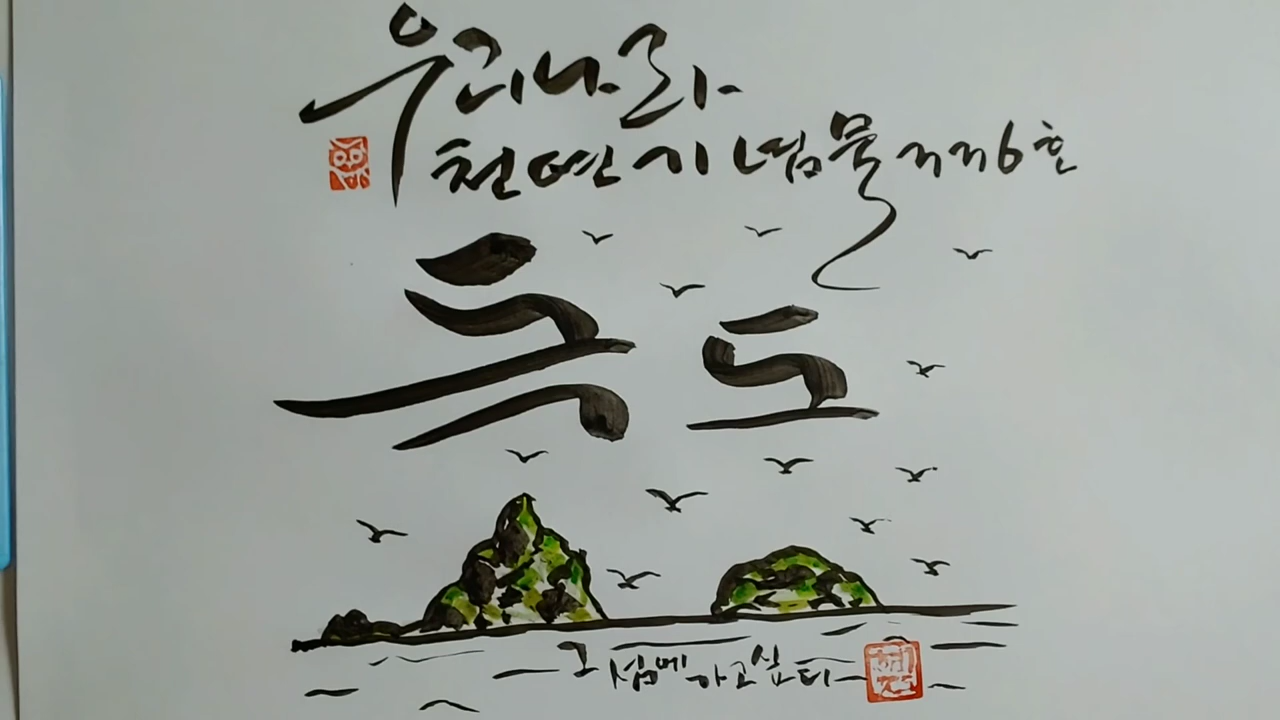 우리나라
천연기념물 336호
독도
그 섬에 가고싶다